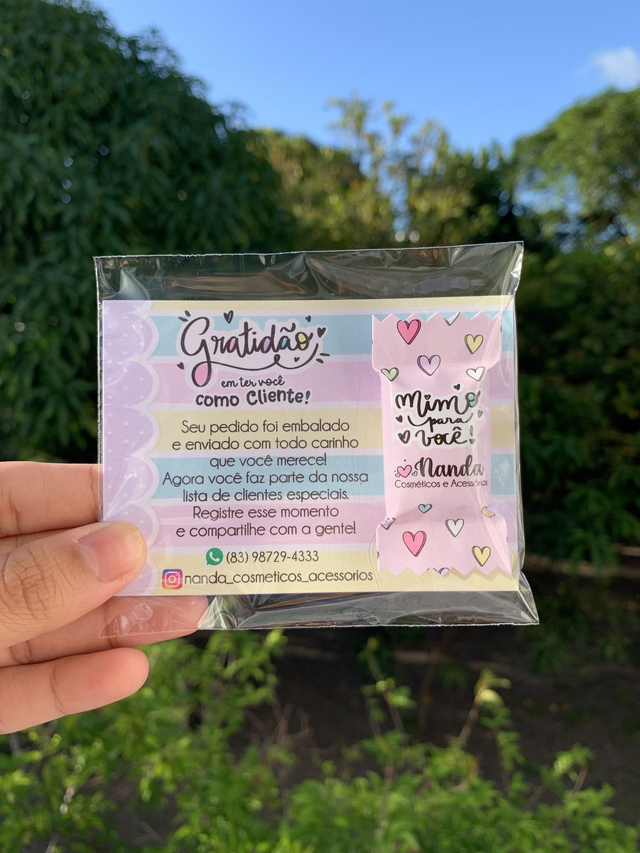 Gratidão
em ter você
como Cliente!
Seu pedido foi embalado
e enviado com todo carinho
que você merece!
Agora você faz parte da nossa
lista de clientes especiais.
Registre esse momento
e compartilhe com a gente!
(83) 98729-4333
nanda_cosmeticos_acessorios
mimo
para
você!
Nanda
Cosméticos e Acessórios